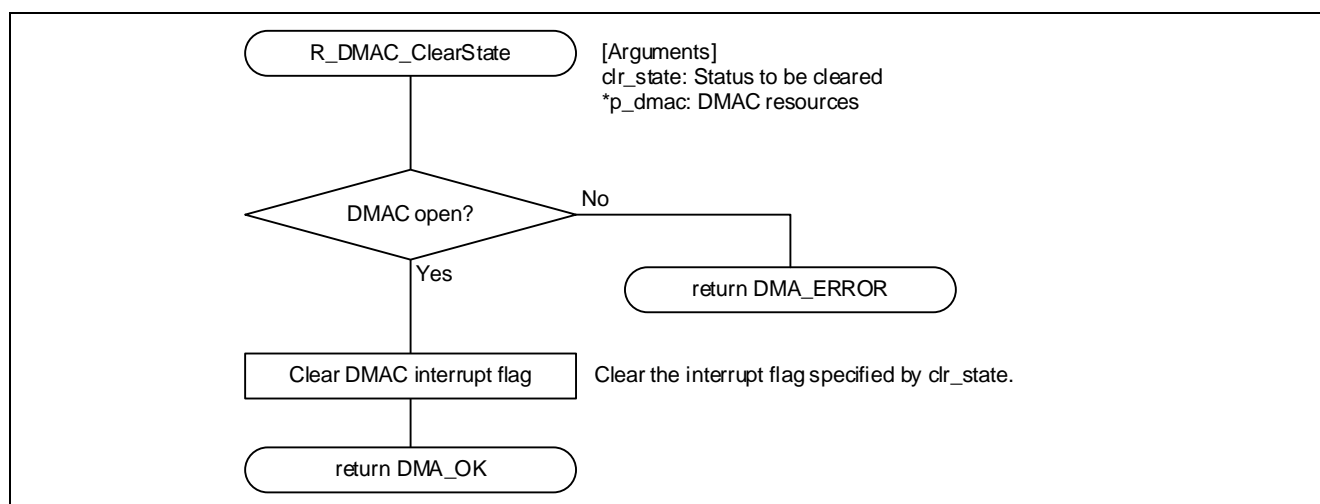 R_DMAC_ClearState
[Arguments]
clr_state: Status to be cleared
*p_dmac: DMAC resources
DMAC open?
No
Yes
return DMA_ERROR
Clear DMAC interrupt flag
Clear the interrupt flag specified by clr_state.
return DMA_OK